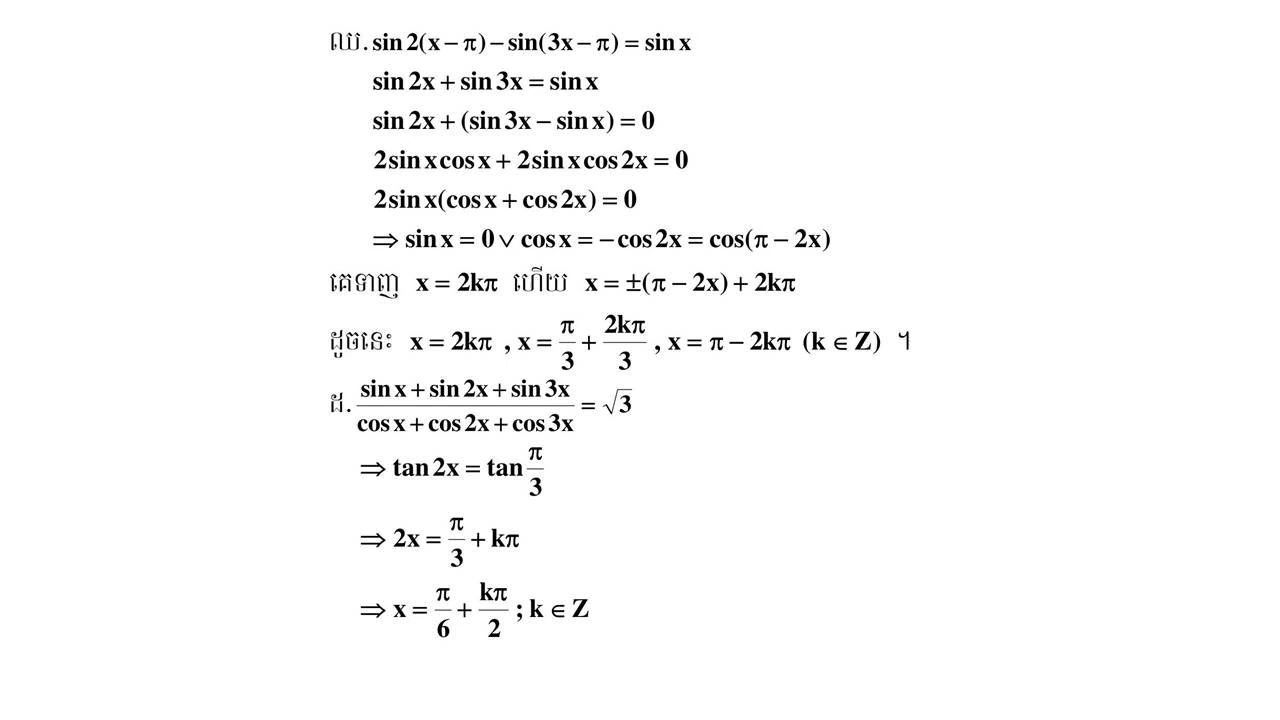 ឈ. sin 2(x − π) − sin(3x − π) = sin x
sin 2x + sin 3x = sin x
sin 2x + (sin 3x − sin x) = 0
2sin x cos x + 2sin x cos 2x = 0
2sin x(cos x + cos 2x) = 0
⇒ sin x = 0 ∨ cos x = −cos 2x = cos(π − 2x)
គេទាញ x = 2kπ ហើយ x = ±(π − 2x) + 2kπ
ដូចនេះ x = 2kπ , x = π/3 + 2kπ/3 , x = π − 2kπ (k ∈ Z) ។
ដ. (sin x + sin 2x + sin 3x)/(cos x + cos 2x + cos 3x) = √3
⇒ tan 2x = tan π/3
⇒ 2x = π/3 + kπ
⇒ x = π/6 + kπ/2 ; k ∈ Z